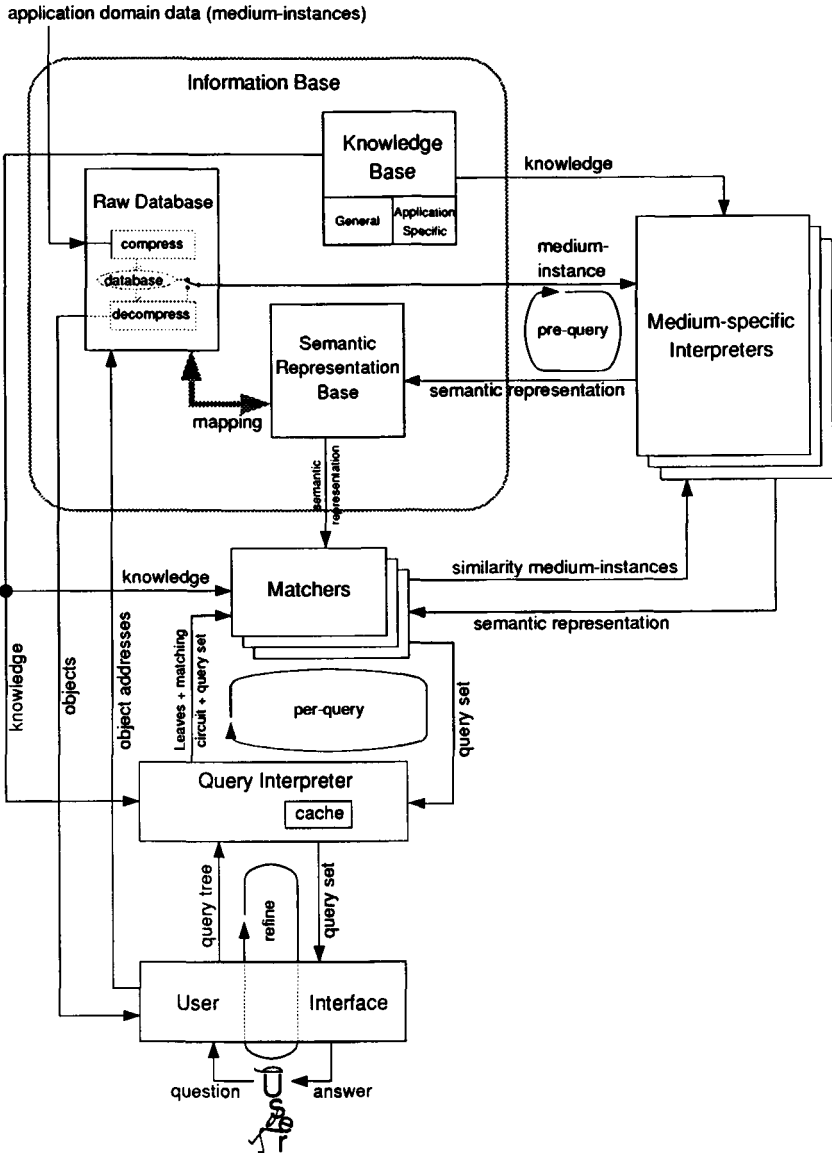 application domain data (medium-instances)
Information Base
Knowledge
Base
General
Application
Specific
knowledge
Raw Database
compress
database
decompress
medium-
instance
pre-query
Medium-specific
Interpreters
Semantic
Representation
Base
semantic representation
mapping
semantic
representation
knowledge
Matchers
similarity medium-instances
semantic representation
knowledge
objects
object addresses
Leaves + matching
circuit + query set
per-query
query set
Query Interpreter
cache
query tree
refine
query set
User
Interface
question
answer
User